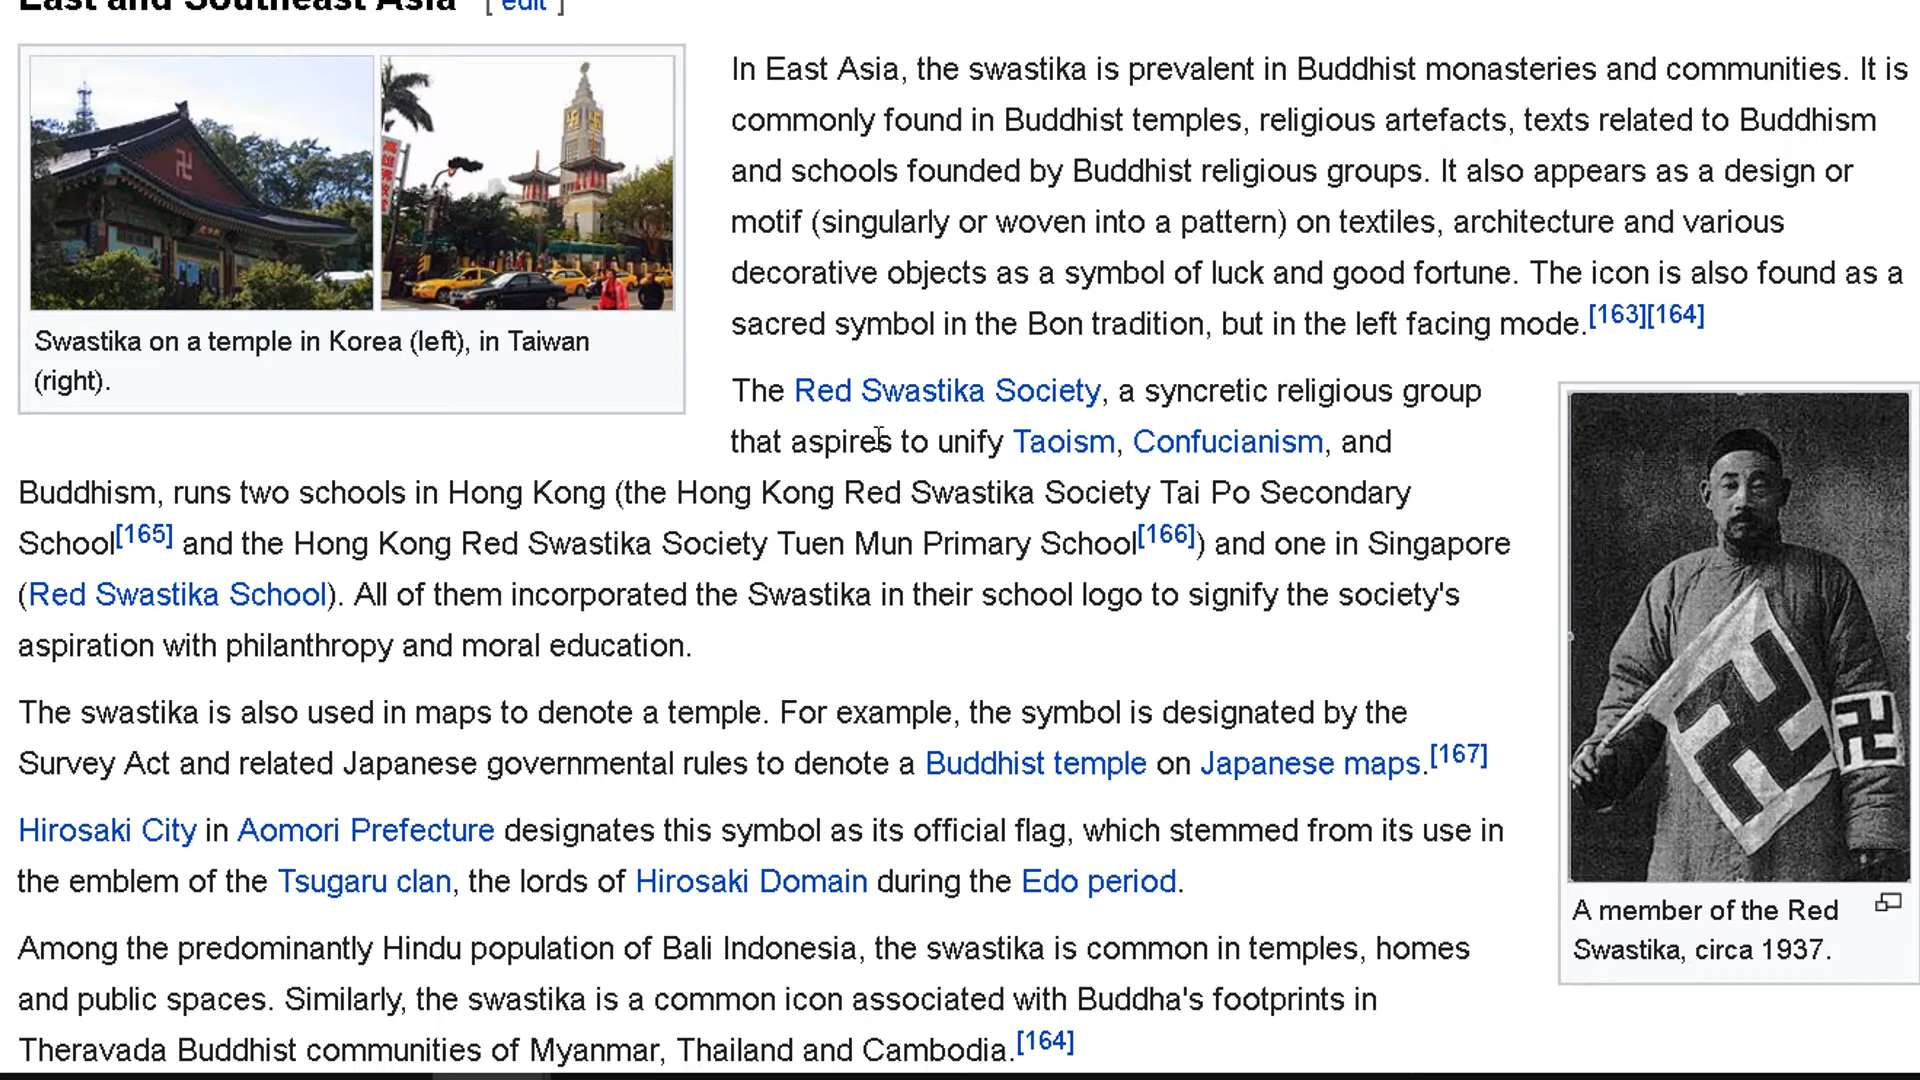 East and Southeast Asia [ edit ]
In East Asia, the swastika is prevalent in Buddhist monasteries and communities. It is
commonly found in Buddhist temples, religious artefacts, texts related to Buddhism
and schools founded by Buddhist religious groups. It also appears as a design or
motif (singularly or woven into a pattern) on textiles, architecture and various
decorative objects as a symbol of luck and good fortune. The icon is also found as a
sacred symbol in the Bon tradition, but in the left facing mode.[163][164]
Swastika on a temple in Korea (left), in Taiwan
(right).
The Red Swastika Society, a syncretic religious group
that aspires to unify Taoism, Confucianism, and
Buddhism, runs two schools in Hong Kong (the Hong Kong Red Swastika Society Tai Po Secondary
School[165] and the Hong Kong Red Swastika Society Tuen Mun Primary School[166]) and one in Singapore
(Red Swastika School). All of them incorporated the Swastika in their school logo to signify the society's
aspiration with philanthropy and moral education.
The swastika is also used in maps to denote a temple. For example, the symbol is designated by the
Survey Act and related Japanese governmental rules to denote a Buddhist temple on Japanese maps.[167]
Hirosaki City in Aomori Prefecture designates this symbol as its official flag, which stemmed from its use in
the emblem of the Tsugaru clan, the lords of Hirosaki Domain during the Edo period.
Among the predominantly Hindu population of Bali Indonesia, the swastika is common in temples, homes
and public spaces. Similarly, the swastika is a common icon associated with Buddha's footprints in
Theravada Buddhist communities of Myanmar, Thailand and Cambodia.[164]
A member of the Red
Swastika, circa 1937.